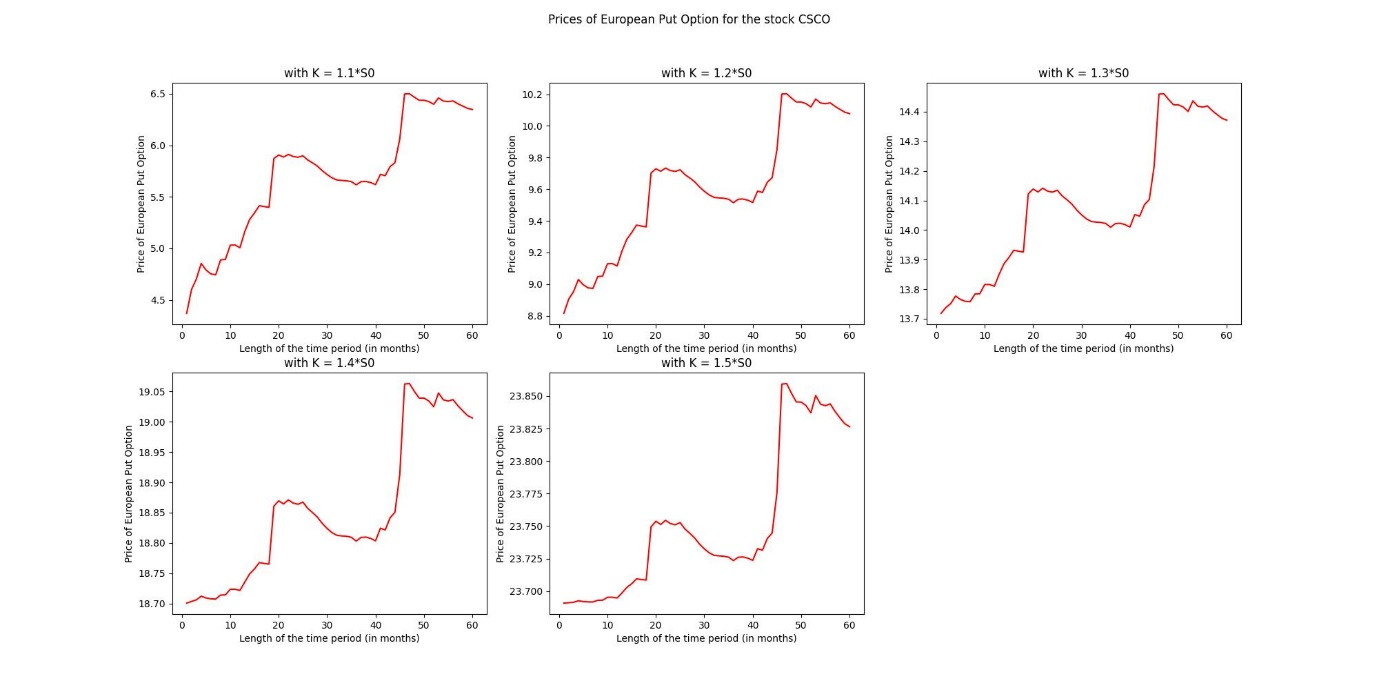 Prices of European Put Option for the stock CSCO
with K = 1.1*S0
Price of European Put Option
6.5
6.0
5.5
5.0
4.5
0 10 20 30 40 50 60
Length of the time period (in months)
with K = 1.2*S0
Price of European Put Option
10.2
10.0
9.8
9.6
9.4
9.2
9.0
8.8
0 10 20 30 40 50 60
Length of the time period (in months)
with K = 1.3*S0
Price of European Put Option
14.4
14.3
14.2
14.1
14.0
13.9
13.8
13.7
0 10 20 30 40 50 60
Length of the time period (in months)
with K = 1.4*S0
Price of European Put Option
19.05
19.00
18.95
18.90
18.85
18.80
18.75
18.70
0 10 20 30 40 50 60
Length of the time period (in months)
with K = 1.5*S0
Price of European Put Option
23.850
23.825
23.800
23.775
23.750
23.725
23.700
0 10 20 30 40 50 60
Length of the time period (in months)